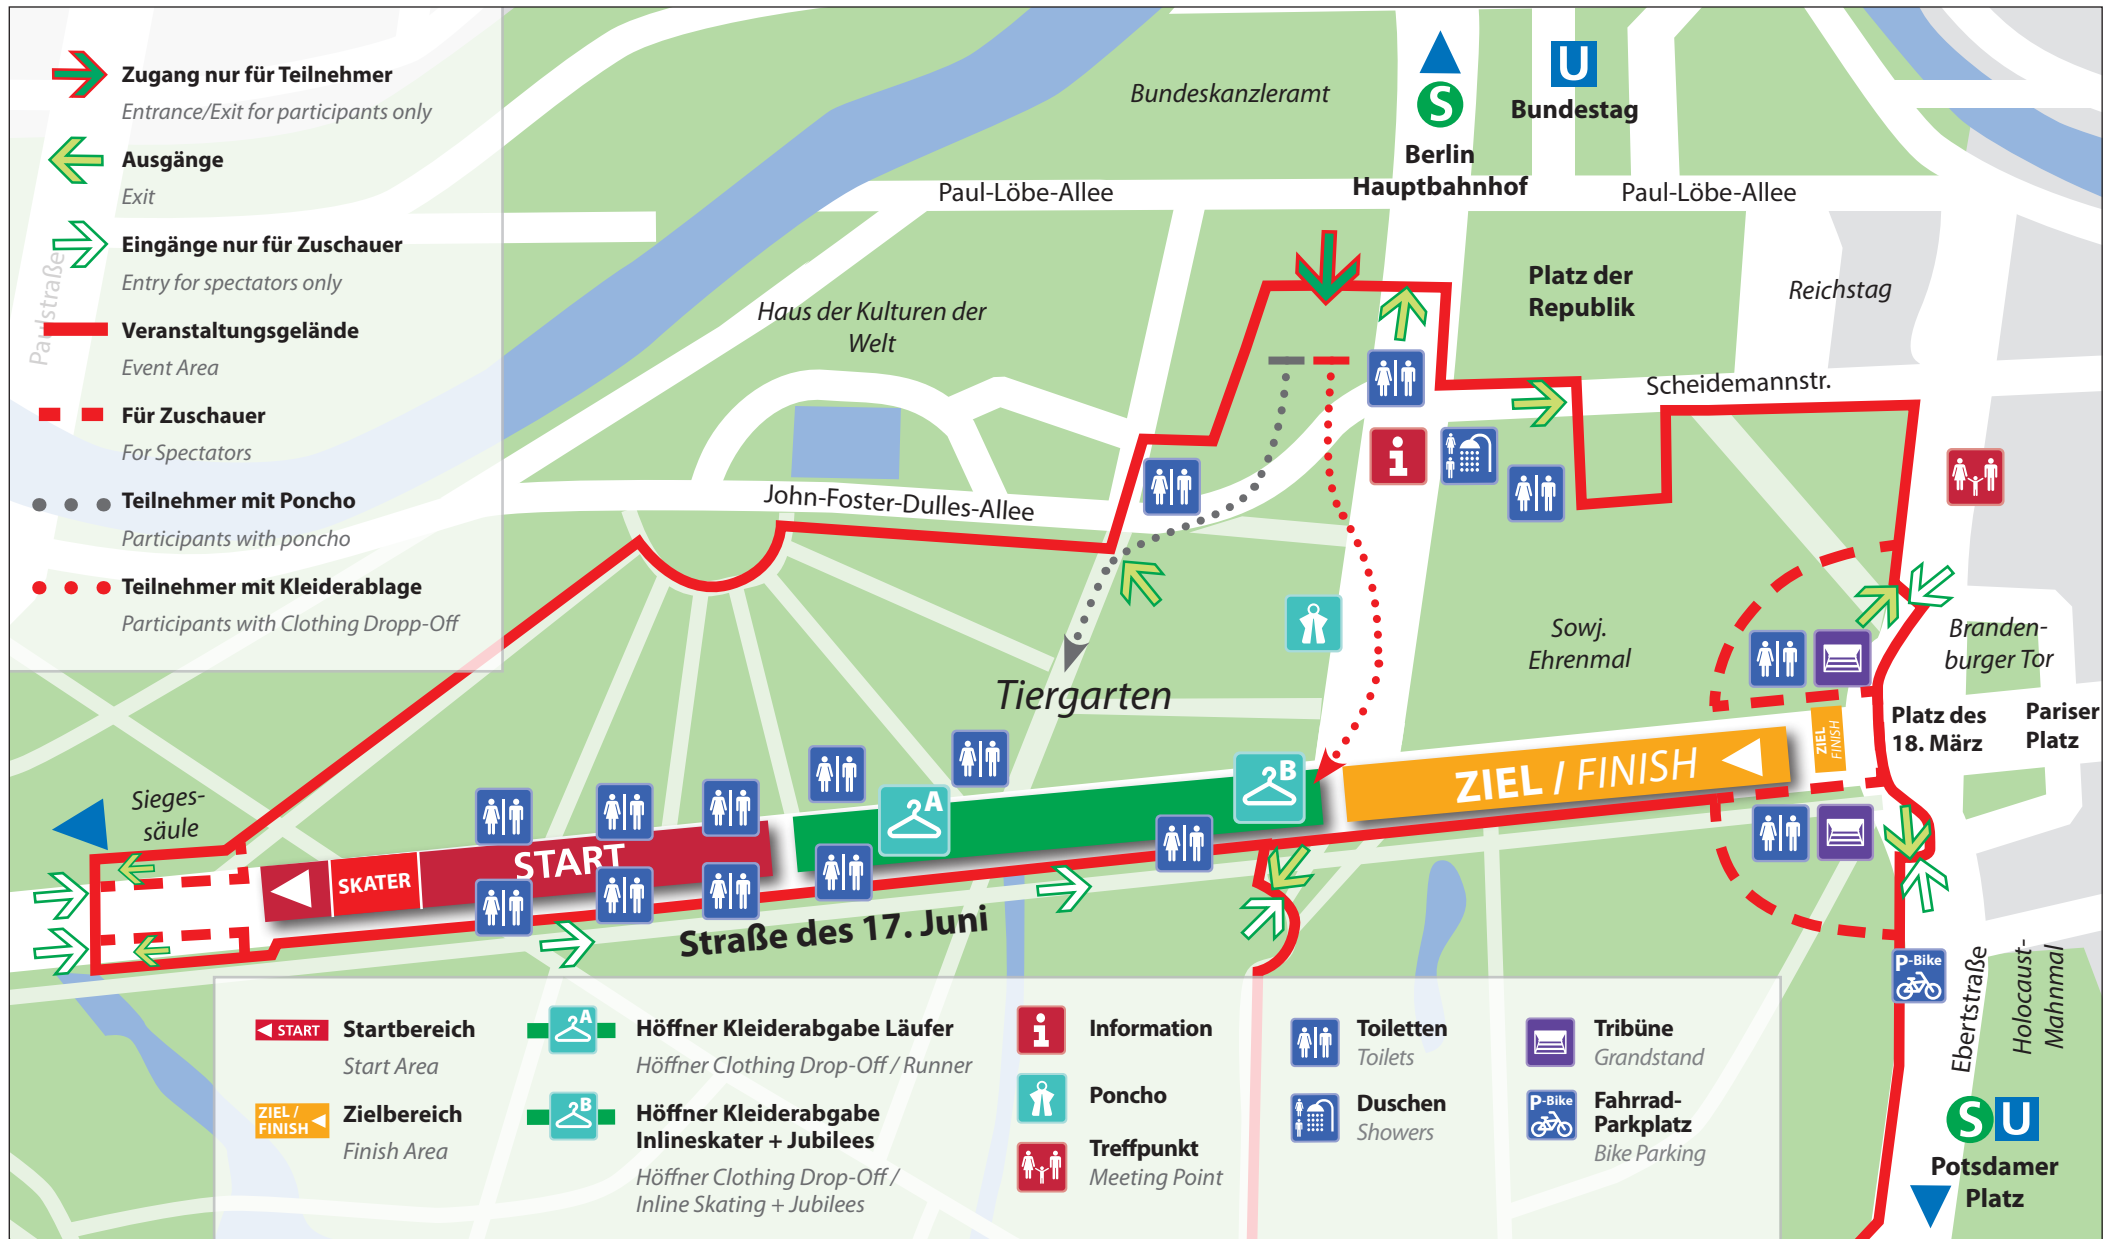 Zugang nur für Teilnehmer
Entrance/Exit for participants only
Ausgänge
Exit
Eingänge nur für Zuschauer
Entry for spectators only
Veranstaltungsgelände
Event Area
Für Zuschauer
For Spectators
Teilnehmer mit Poncho
Participants with poncho
Teilnehmer mit Kleiderablage
Participants with Clothing Dropp-Off
Paulstraße
Bundeskanzleramt
S
Berlin
Hauptbahnhof
U
Bundestag
Paul-Löbe-Allee
Paul-Löbe-Allee
Haus der Kulturen der
Welt
Platz der
Republik
Reichstag
Scheidemannstr.
John-Foster-Dulles-Allee
i
Tiergarten
Sowj.
Ehrenmal
Branden-
burger Tor
Platz des
18. März
Pariser
Platz
ZIEL
FINISH
ZIEL / FINISH
B
A
Sieges-
säule
SKATER
START
Straße des 17. Juni
P-Bike
Ebertstraße
Holocaust-
Mahnmal
S U
Potsdamer
Platz
START
Startbereich
Start Area
ZIEL /
FINISH
Zielbereich
Finish Area
A
Höffner Kleiderabgabe Läufer
Höffner Clothing Drop-Off / Runner
B
Höffner Kleiderabgabe
Inlineskater + Jubilees
Höffner Clothing Drop-Off /
Inline Skating + Jubilees
i
Information
Poncho
Treffpunkt
Meeting Point
Toiletten
Toilets
Duschen
Showers
Tribüne
Grandstand
P-Bike
Fahrrad-
Parkplatz
Bike Parking